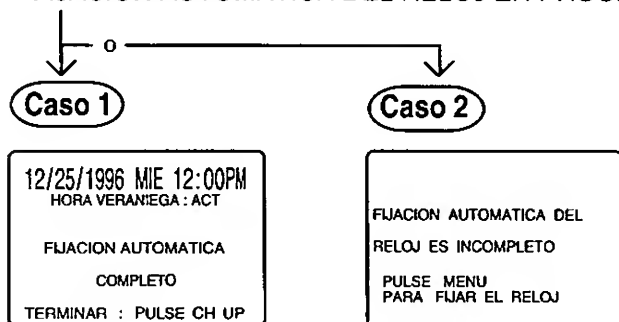 o
Caso 1
12/25/1996 MIE 12:00PM
HORA VERANIEGA : ACT
FIJACION AUTOMATICA
COMPLETO
TERMINAR : PULSE CH UP
Caso 2
FIJACION AUTOMATICA DEL
RELOJ ES INCOMPLETO
PULSE MENU
PARA FIJAR EL RELOJ